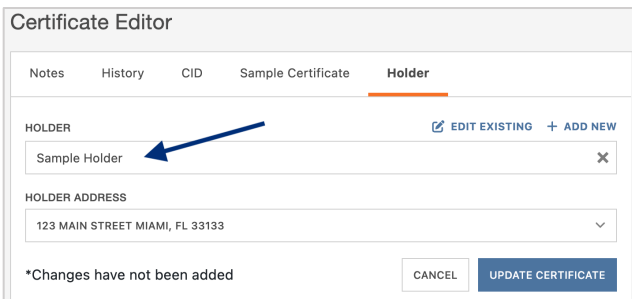 Certificate Editor
Notes History CID Sample Certificate Holder
HOLDER EDIT EXISTING + ADD NEW
Sample Holder
HOLDER ADDRESS
123 MAIN STREET MIAMI, FL 33133
*Changes have not been added CANCEL UPDATE CERTIFICATE